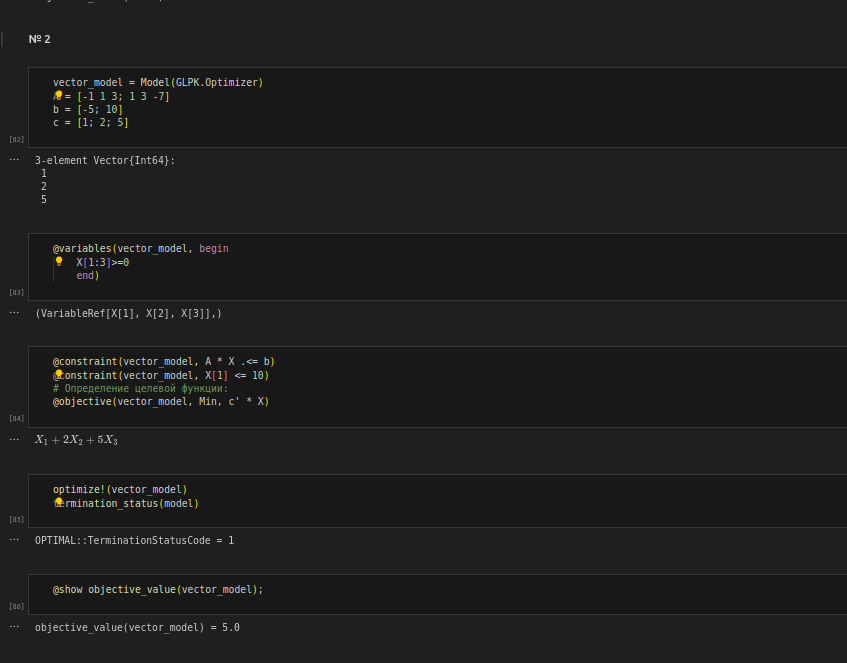 № 2
vector_model = Model(GLPK.Optimizer)
A = [-1 1 3; 1 3 -7]
b = [-5; 10]
c = [1; 2; 5]
[82]
... 3-element Vector{Int64}:
1
2
5
@variables(vector_model, begin
X[1:3]>=0
end)
[83]
... (VariableRef[X[1], X[2], X[3]],)
@constraint(vector_model, A * X .<= b)
@constraint(vector_model, X[1] <= 10)
# Определение целевой функции:
@objective(vector_model, Min, c' * X)
[84]
... X₁ + 2X₂ + 5X₃
optimize!(vector_model)
termination_status(model)
[85]
... OPTIMAL::TerminationStatusCode = 1
@show objective_value(vector_model);
[86]
... objective_value(vector_model) = 5.0